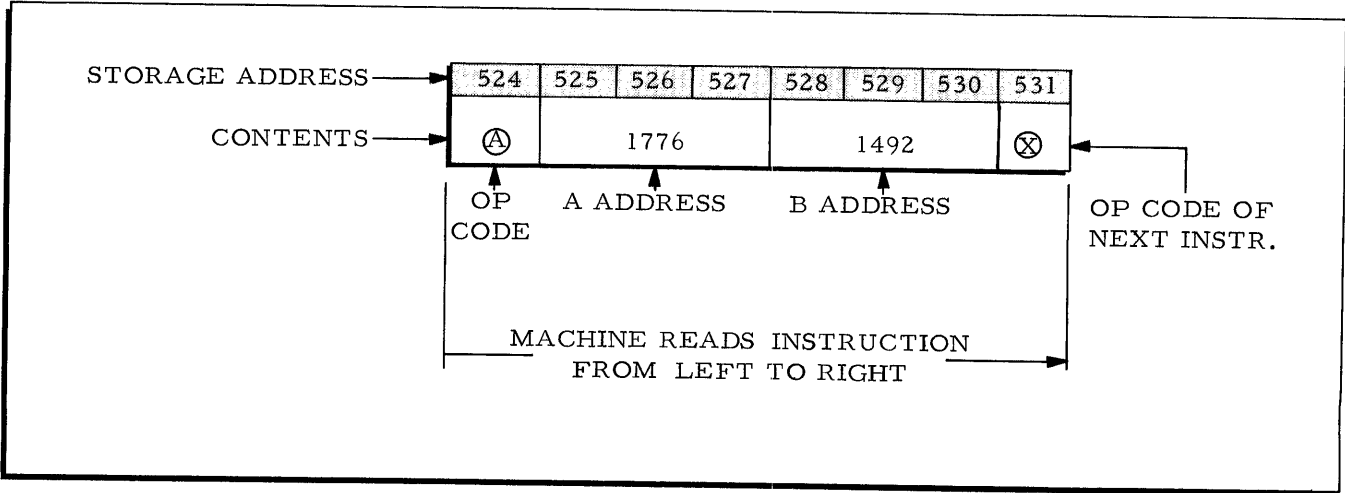 STORAGE ADDRESS 524 525 526 527 528 529 530 531
CONTENTS Ⓐ 1776 1492 Ⓧ
OP A ADDRESS B ADDRESS OP CODE OF
CODE NEXT INSTR.
MACHINE READS INSTRUCTION
FROM LEFT TO RIGHT